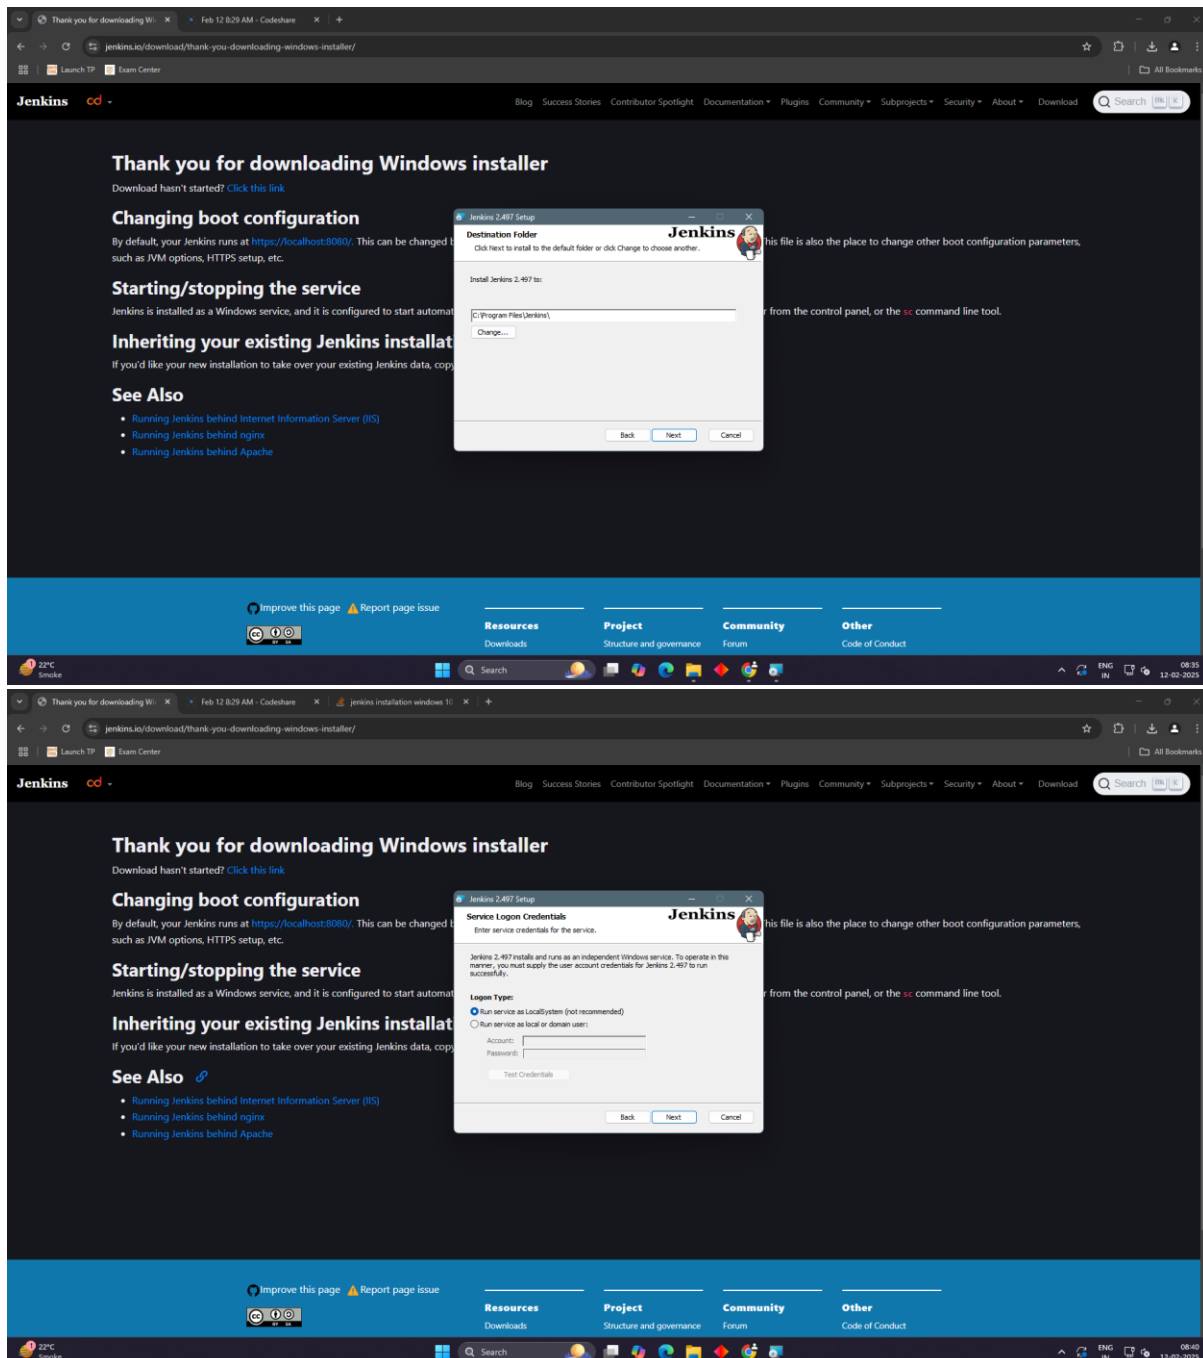 Thank you for downloading Wi
Feb 12 8:29 AM - Codeshare
jenkins.io/download/thank-you-downloading-windows-installer/
Launch TP
Exam Center
All Bookmarks
Jenkins
cd
Blog
Success Stories
Contributor Spotlight
Documentation
Plugins
Community
Subprojects
Security
About
Download
Search
K
Thank you for downloading Windows installer
Download hasn't started? Click this link
Changing boot configuration
By default, your Jenkins runs at https://localhost:8080/. This can be changed b
his file is also the place to change other boot configuration parameters,
such as JVM options, HTTPS setup, etc.
Starting/stopping the service
Jenkins is installed as a Windows service, and it is configured to start automat
r from the control panel, or the sc command line tool.
Inheriting your existing Jenkins installat
If you'd like your new installation to take over your existing Jenkins data, copy
See Also
Running Jenkins behind Internet Information Server (IIS)
Running Jenkins behind nginx
Running Jenkins behind Apache
Jenkins 2.497 Setup
Destination Folder
Jenkins
Click Next to install to the default folder or click Change to choose another.
Install Jenkins 2.497 to:
C:\Program Files\Jenkins\
Change...
Back
Next
Cancel
Improve this page
Report page issue
BY SA
Resources
Project
Community
Other
Downloads
Structure and governance
Forum
Code of Conduct
1
22°C
Smoke
Search
ENG
IN
08:35
12-02-2025
Thank you for downloading Wi
Feb 12 8:29 AM - Codeshare
jenkins installation windows 10
jenkins.io/download/thank-you-downloading-windows-installer/
Launch TP
Exam Center
All Bookmarks
Jenkins
cd
Blog
Success Stories
Contributor Spotlight
Documentation
Plugins
Community
Subprojects
Security
About
Download
Search
K
Thank you for downloading Windows installer
Download hasn't started? Click this link
Changing boot configuration
By default, your Jenkins runs at https://localhost:8080/. This can be changed b
his file is also the place to change other boot configuration parameters,
such as JVM options, HTTPS setup, etc.
Starting/stopping the service
Jenkins is installed as a Windows service, and it is configured to start automat
r from the control panel, or the sc command line tool.
Inheriting your existing Jenkins installat
If you'd like your new installation to take over your existing Jenkins data, copy
See Also
Running Jenkins behind Internet Information Server (IIS)
Running Jenkins behind nginx
Running Jenkins behind Apache
Jenkins 2.497 Setup
Service Logon Credentials
Jenkins
Enter service credentials for the service.
Jenkins 2.497 installs and runs as an independent Windows service. To operate in this
manner, you must supply the user account credentials for Jenkins 2.497 to run
successfully.
Logon Type:
Run service as LocalSystem (not recommended)
Run service as local or domain user:
Account:
Password:
Test Credentials
Back
Next
Cancel
Improve this page
Report page issue
BY SA
Resources
Project
Community
Other
Downloads
Structure and governance
Forum
Code of Conduct
1
22°C
Smoke
Search
ENG
IN
08:40
12-02-2025